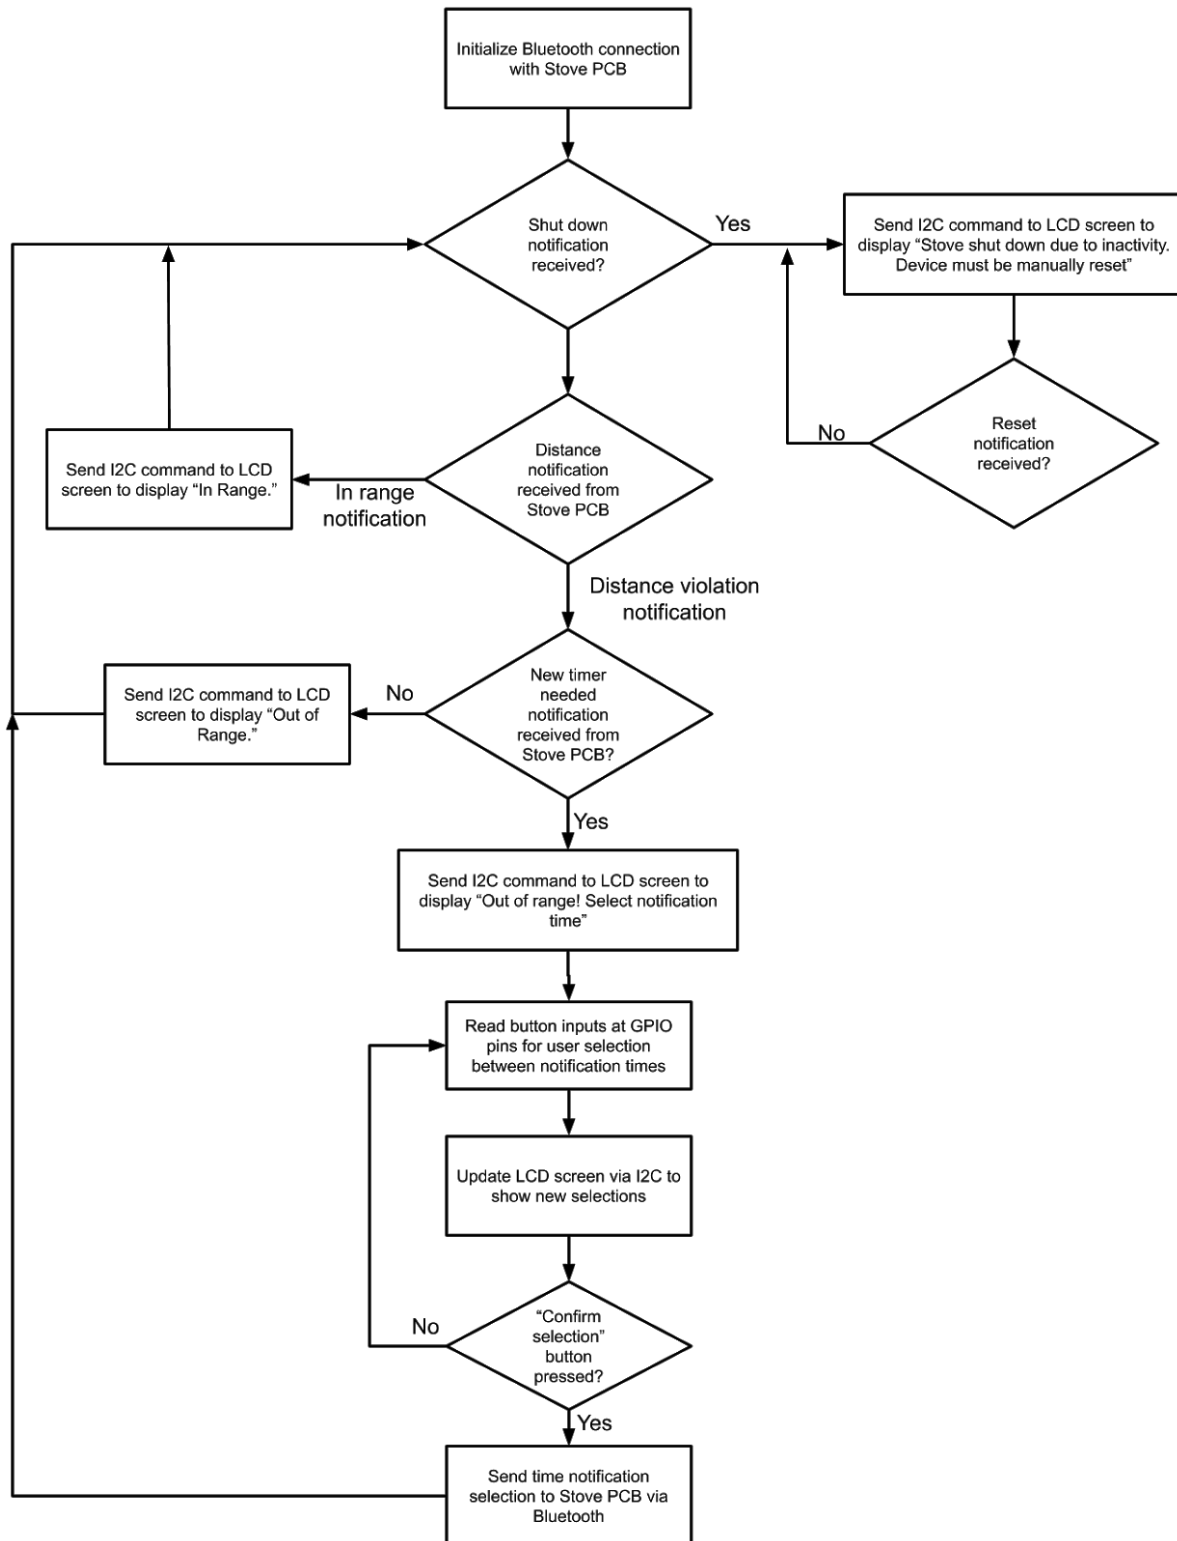 Initialize Bluetooth connection
with Stove PCB
Shut down
notification
received?
Yes
Send I2C command to LCD screen to
display “Stove shut down due to inactivity.
Device must be manually reset”
Reset
notification
received?
No
Distance
notification
received from
Stove PCB
In range
notification
Send I2C command to LCD
screen to display “In Range.”
Distance violation
notification
New timer
needed
notification
received from
Stove PCB?
No
Send I2C command to LCD
screen to display “Out of
Range.”
Yes
Send I2C command to LCD screen to
display “Out of range! Select notification
time”
Read button inputs at GPIO
pins for user selection
between notification times
Update LCD screen via I2C to
show new selections
“Confirm
selection”
button
pressed?
No
Yes
Send time notification
selection to Stove PCB via
Bluetooth